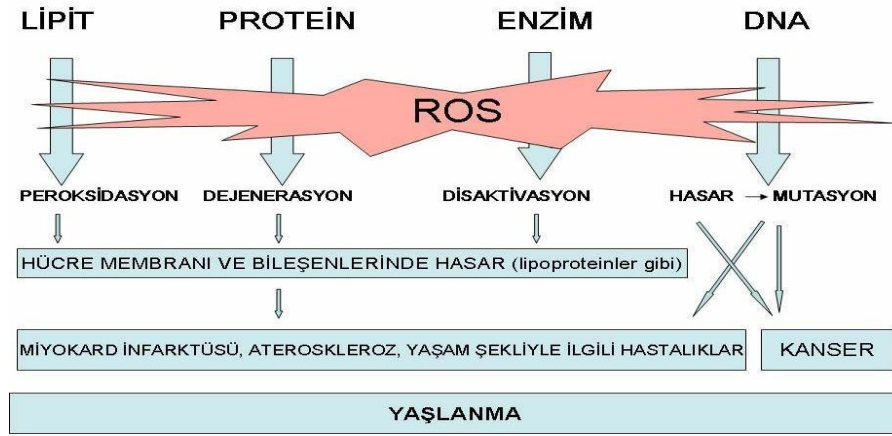 LİPİT PROTEİN ENZİM DNA
ROS
PEROKSİDASYON DEJENERASYON DİSAKTİVASYON HASAR → MUTASYON
HÜCRE MEMBRANI VE BİLEŞENLERİNDE HASAR (lipoproteinler gibi)
MİYOKARD İNFARKTÜSÜ, ATEROSKLEROZ, YAŞAM ŞEKLİYLE İLGİLİ HASTALIKLAR KANSER
YAŞLANMA